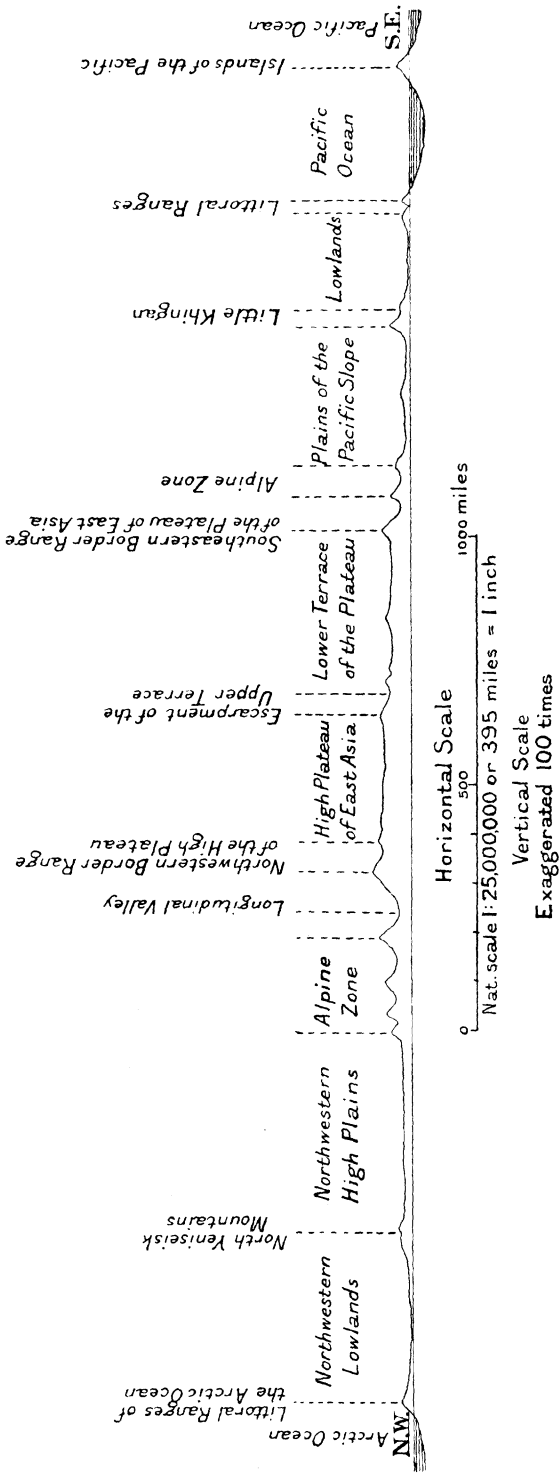 Arctic Ocean
N.W.
Littoral Ranges of
the Arctic Ocean
Northwestern
Lowlands
North Yeniseisk
Mountains
Northwestern
High Plains
Alpine
Zone
Longitudinal Valley
Northwestern Border Range
of the High Plateau
High Plateau
of East Asia
Escarpment of the
Upper Terrace
Lower Terrace
of the Plateau
Southeastern Border Range
of the Plateau of East Asia
Alpine Zone
Plains of the
Pacific Slope
Little Khingan
Lowlands
Littoral Ranges
Pacific
Ocean
Islands of the Pacific
Pacific Ocean
S.E.
Horizontal Scale
0 500 1000 miles
Nat. scale 1:25,000,000 or 395 miles = 1 inch
Vertical Scale
Exaggerated 100 times